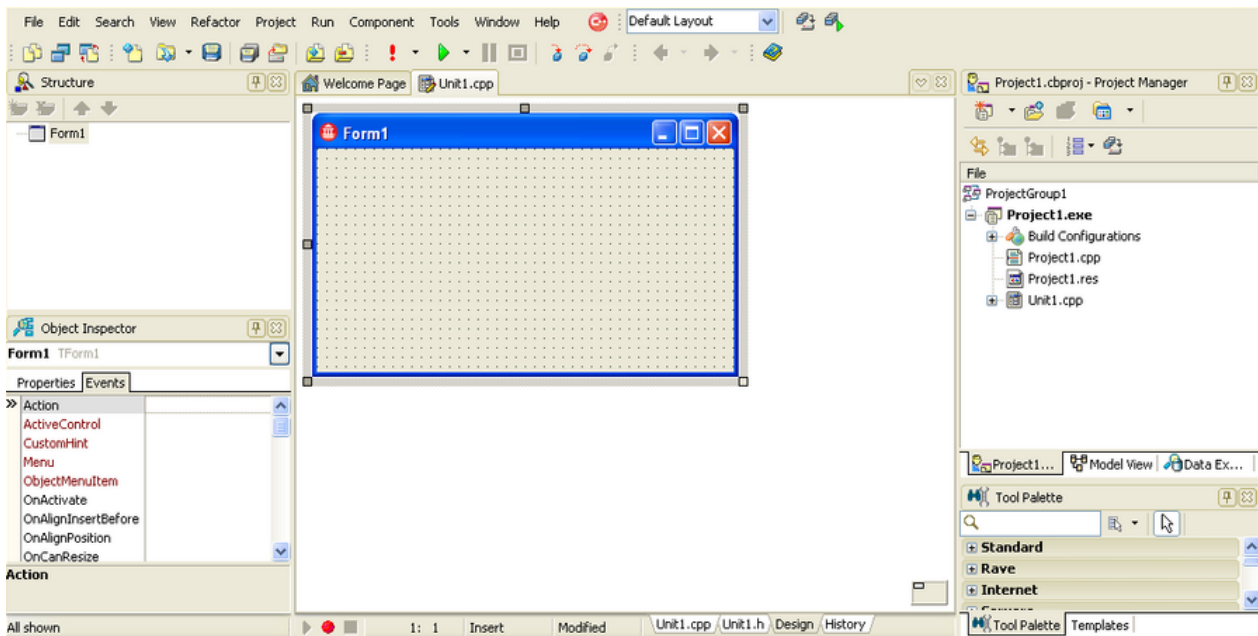 File Edit Search View Refactor Project Run Component Tools Window Help Default Layout
Structure
Form1
Object Inspector
Form1 TForm1
Properties Events
Action
ActiveControl
CustomHint
Menu
ObjectMenuItem
OnActivate
OnAlignInsertBefore
OnAlignPosition
OnCanResize
Action
All shown
Welcome Page Unit1.cpp
Form1
1: 1 Insert Modified Unit1.cpp Unit1.h Design History
Project1.cbproj - Project Manager
File
ProjectGroup1
Project1.exe
Build Configurations
Project1.cpp
Project1.res
Unit1.cpp
Project1... Model View Data Ex...
Tool Palette
Standard
Rave
Internet
Tool Palette Templates